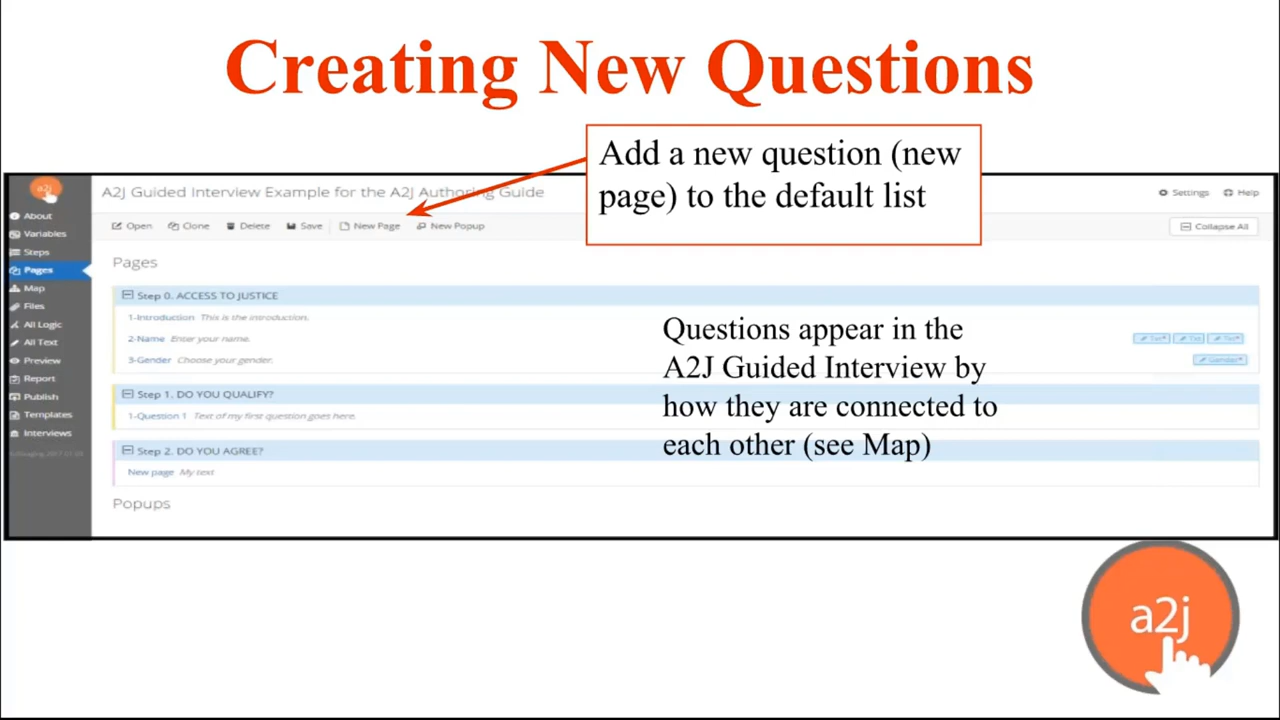 Creating New Questions
Add a new question (new
page) to the default list
a2j
A2J Guided Interview Example for the A2J Authoring Guide
Settings Help
About
Variables
Steps
Pages
Map
Files
All Logic
All Text
Preview
Report
Publish
Templates
Interviews
Open Clone Delete Save New Page New Popup
Collapse All
Pages
Step 0. ACCESS TO JUSTICE
1-Introduction This is the introduction.
2-Name Enter your name.
3-Gender Choose your gender.
Gender*
Step 1. DO YOU QUALIFY?
1-Question 1 Text of my first question goes here.
Step 2. DO YOU AGREE?
New page My text
Popups
Questions appear in the
A2J Guided Interview by
how they are connected to
each other (see Map)
a2j